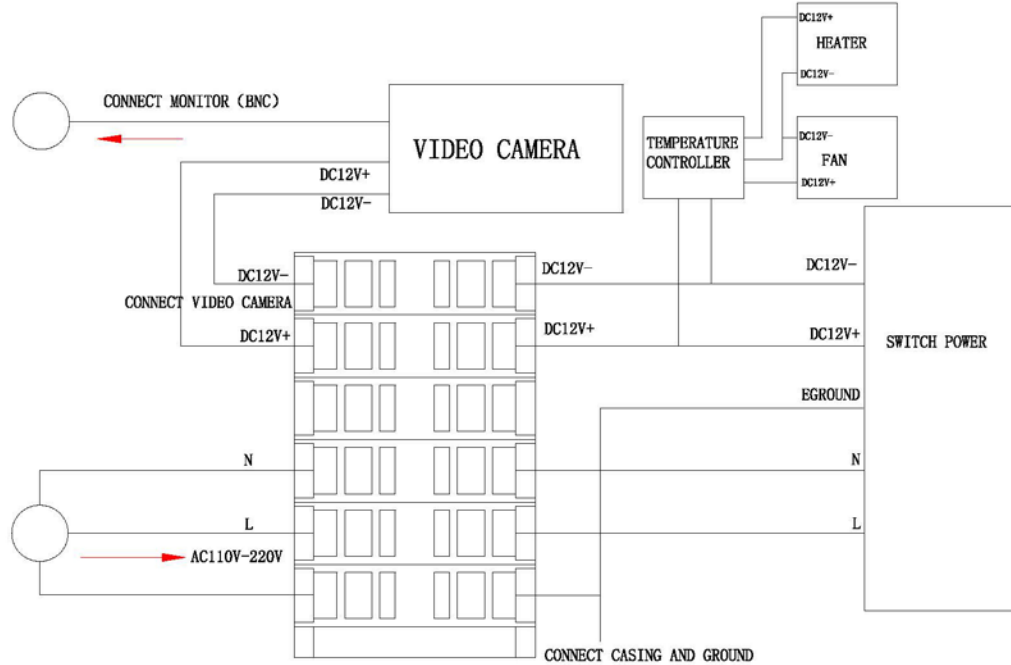 DC12V+
HEATER
DC12V-
CONNECT MONITOR (BNC)
VIDEO CAMERA
TEMPERATURE
CONTROLLER
DC12V-
FAN
DC12V+
DC12V+
DC12V-
DC12V-
DC12V-
DC12V-
CONNECT VIDEO CAMERA
DC12V+
DC12V+
DC12V+
SWITCH POWER
EGROUND
N
N
L
L
AC110V-220V
CONNECT CASING AND GROUND